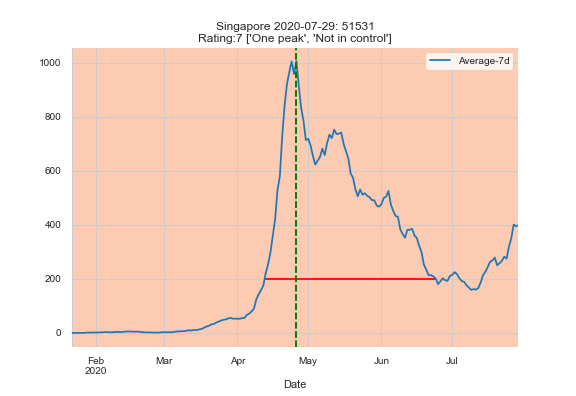 Singapore 2020-07-29: 51531
Rating:7 ['One peak', 'Not in control']
Average-7d
1000
800
600
400
200
0
Feb
2020
Mar
Apr
May
Jun
Jul
Date